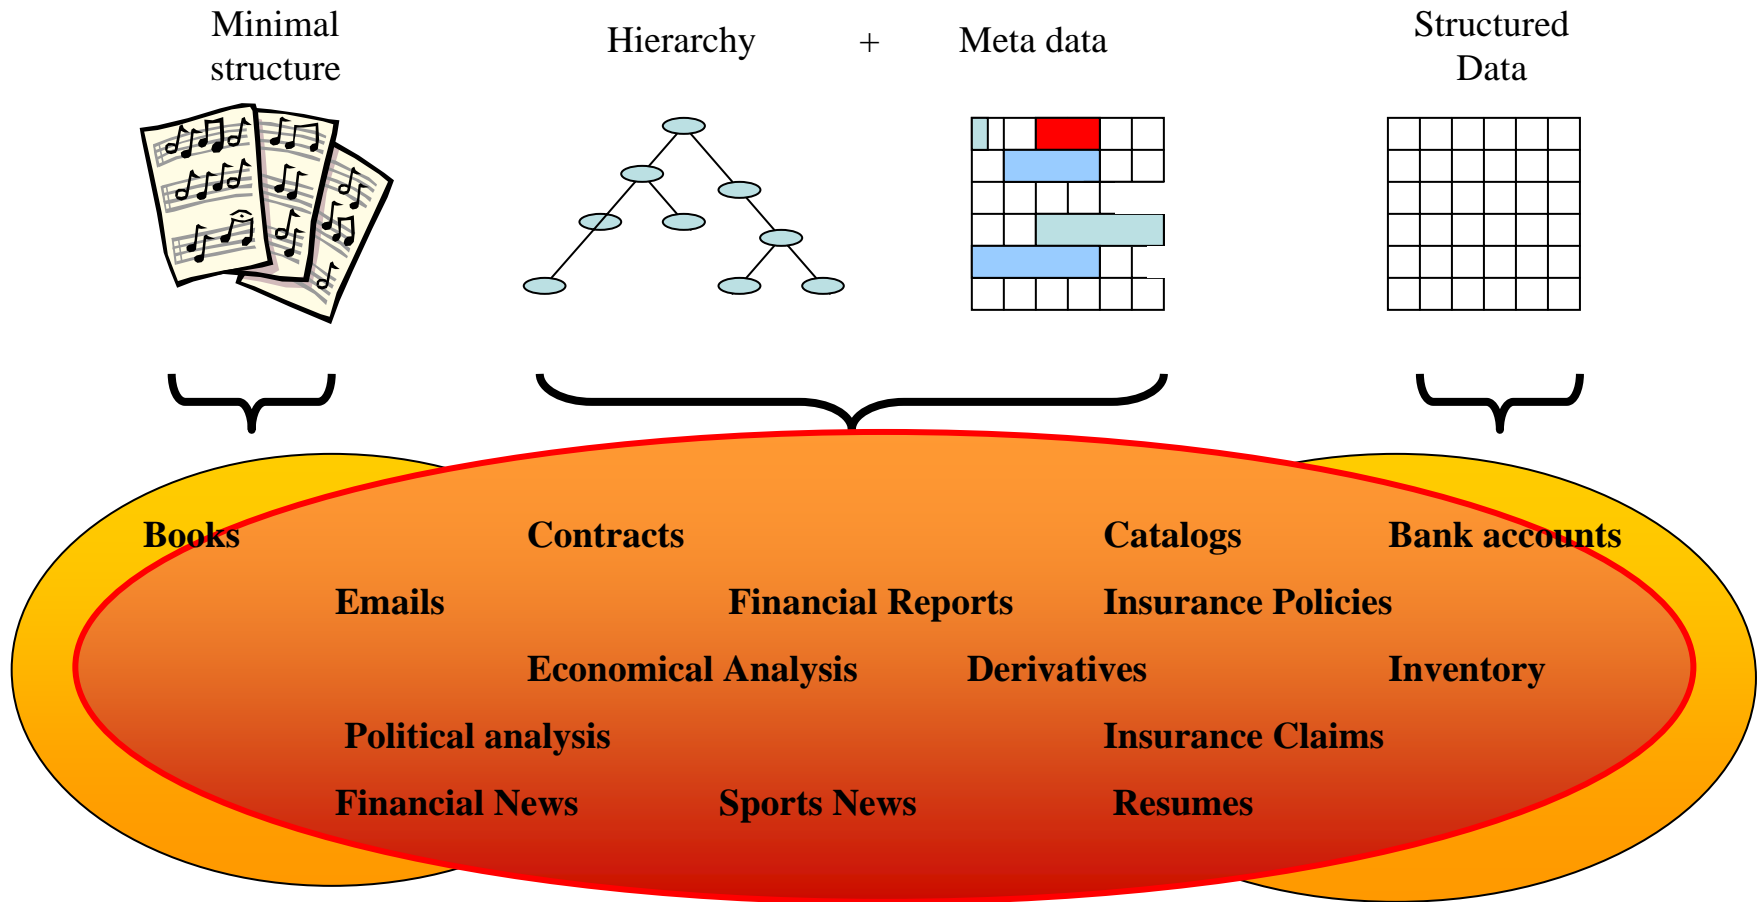 Minimal
structure
Hierarchy + Meta data
Structured
Data
Books Contracts Catalogs Bank accounts
Emails Financial Reports Insurance Policies
Economical Analysis Derivatives Inventory
Political analysis Insurance Claims
Financial News Sports News Resumes